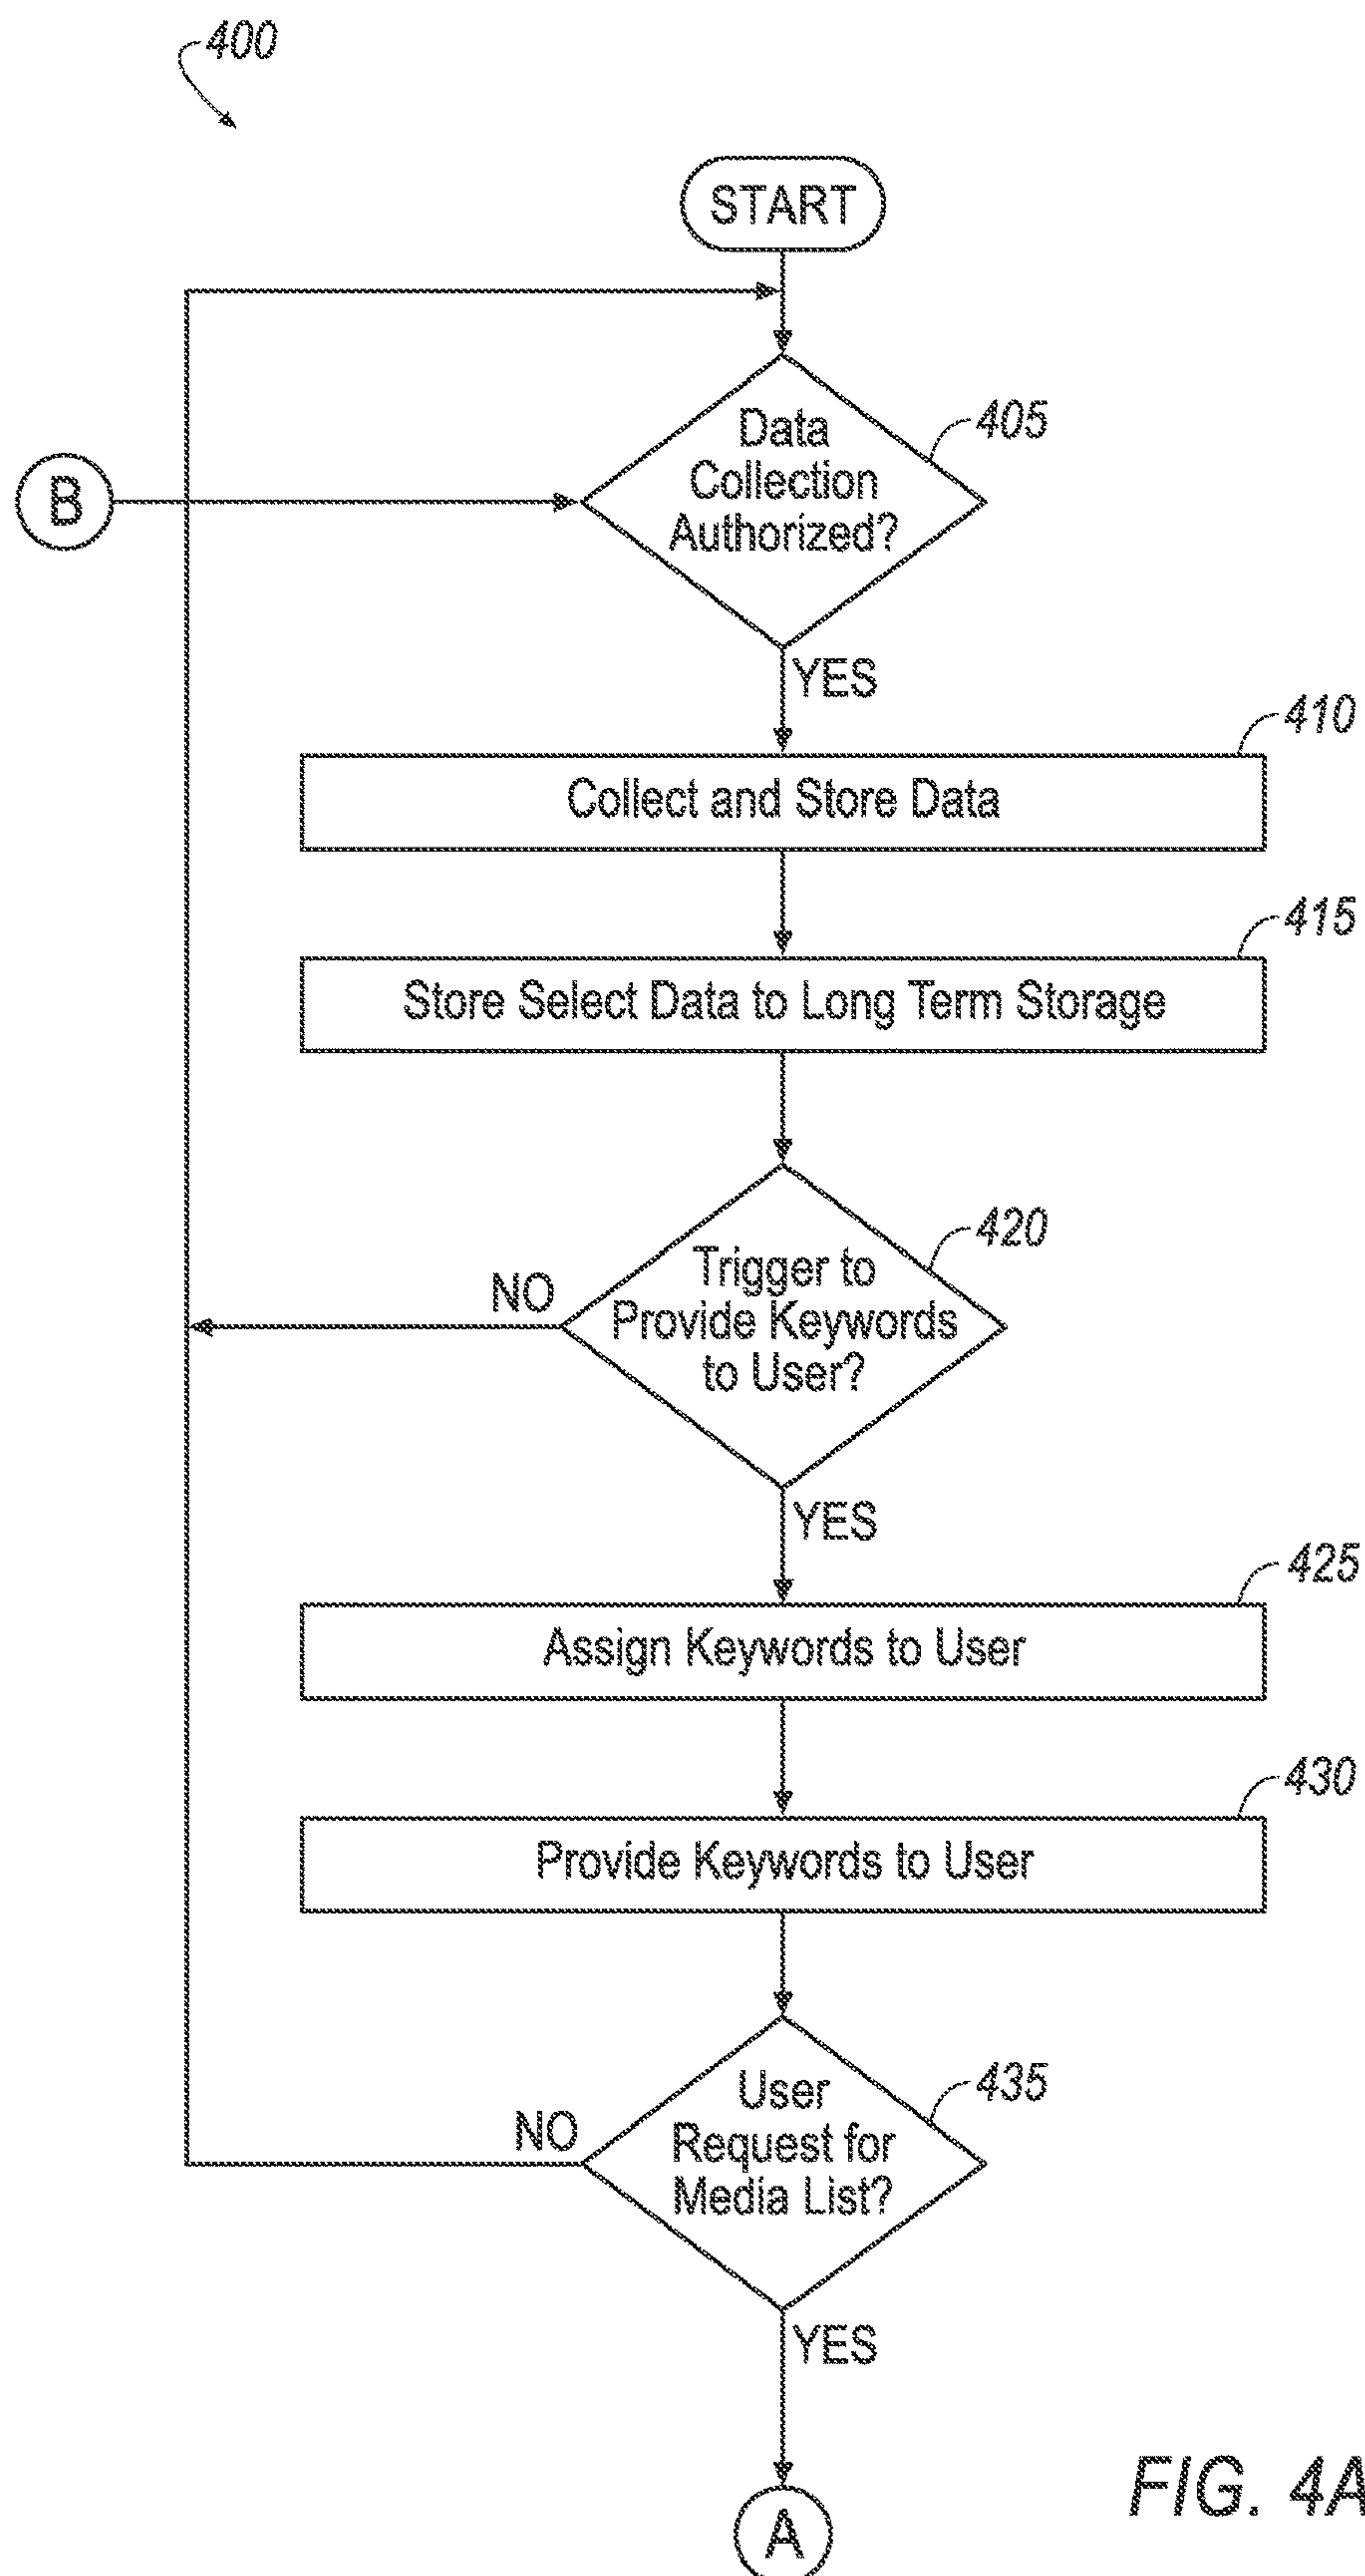 400
START
405
Data
Collection
Authorized?
B
YES
410
Collect and Store Data
415
Store Select Data to Long Term Storage
420
Trigger to
Provide Keywords
to User?
NO
YES
425
Assign Keywords to User
430
Provide Keywords to User
435
User
Request for
Media List?
NO
YES
A
FIG. 4A